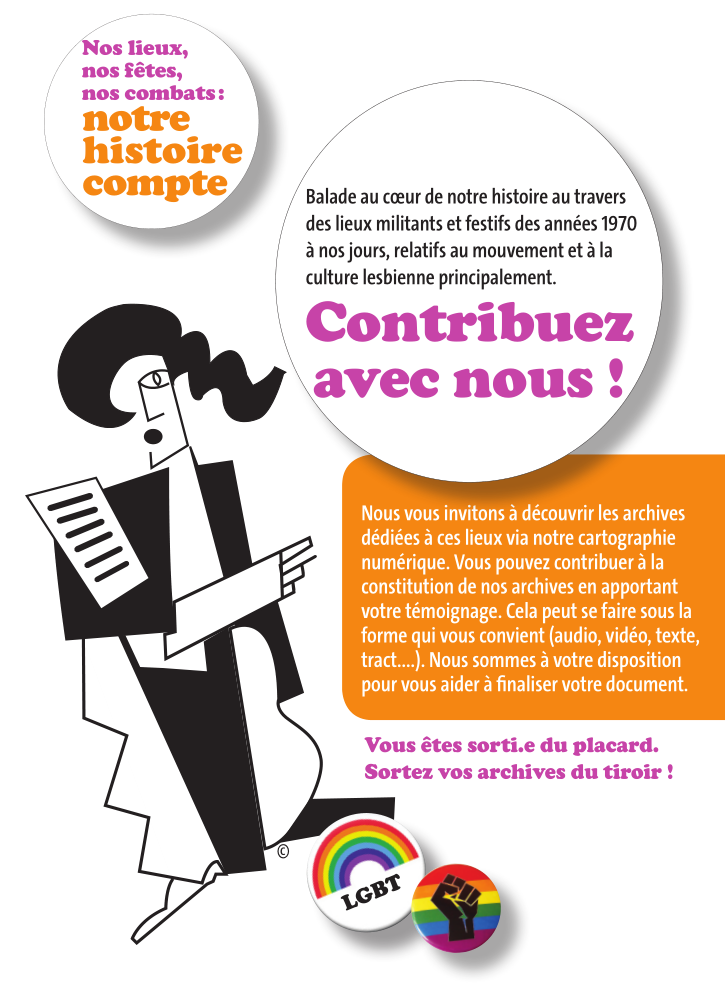 Nos lieux,
nos fêtes,
nos combats :
notre
histoire
compte
Balade au cœur de notre histoire au travers
des lieux militants et festifs des années 1970
à nos jours, relatifs au mouvement et à la
culture lesbienne principalement.
Contribuez
avec nous !
Nous vous invitons à découvrir les archives
dédiées à ces lieux via notre cartographie
numérique. Vous pouvez contribuer à la
constitution de nos archives en apportant
votre témoignage. Cela peut se faire sous la
forme qui vous convient (audio, vidéo, texte,
tract....). Nous sommes à votre disposition
pour vous aider à finaliser votre document.
Vous êtes sorti.e du placard.
Sortez vos archives du tiroir !
©
LGBT